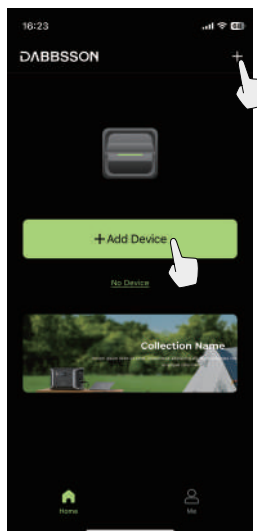 16:23
DABBSSON
+
+ Add Device
No Device
Collection Name
Home
Me